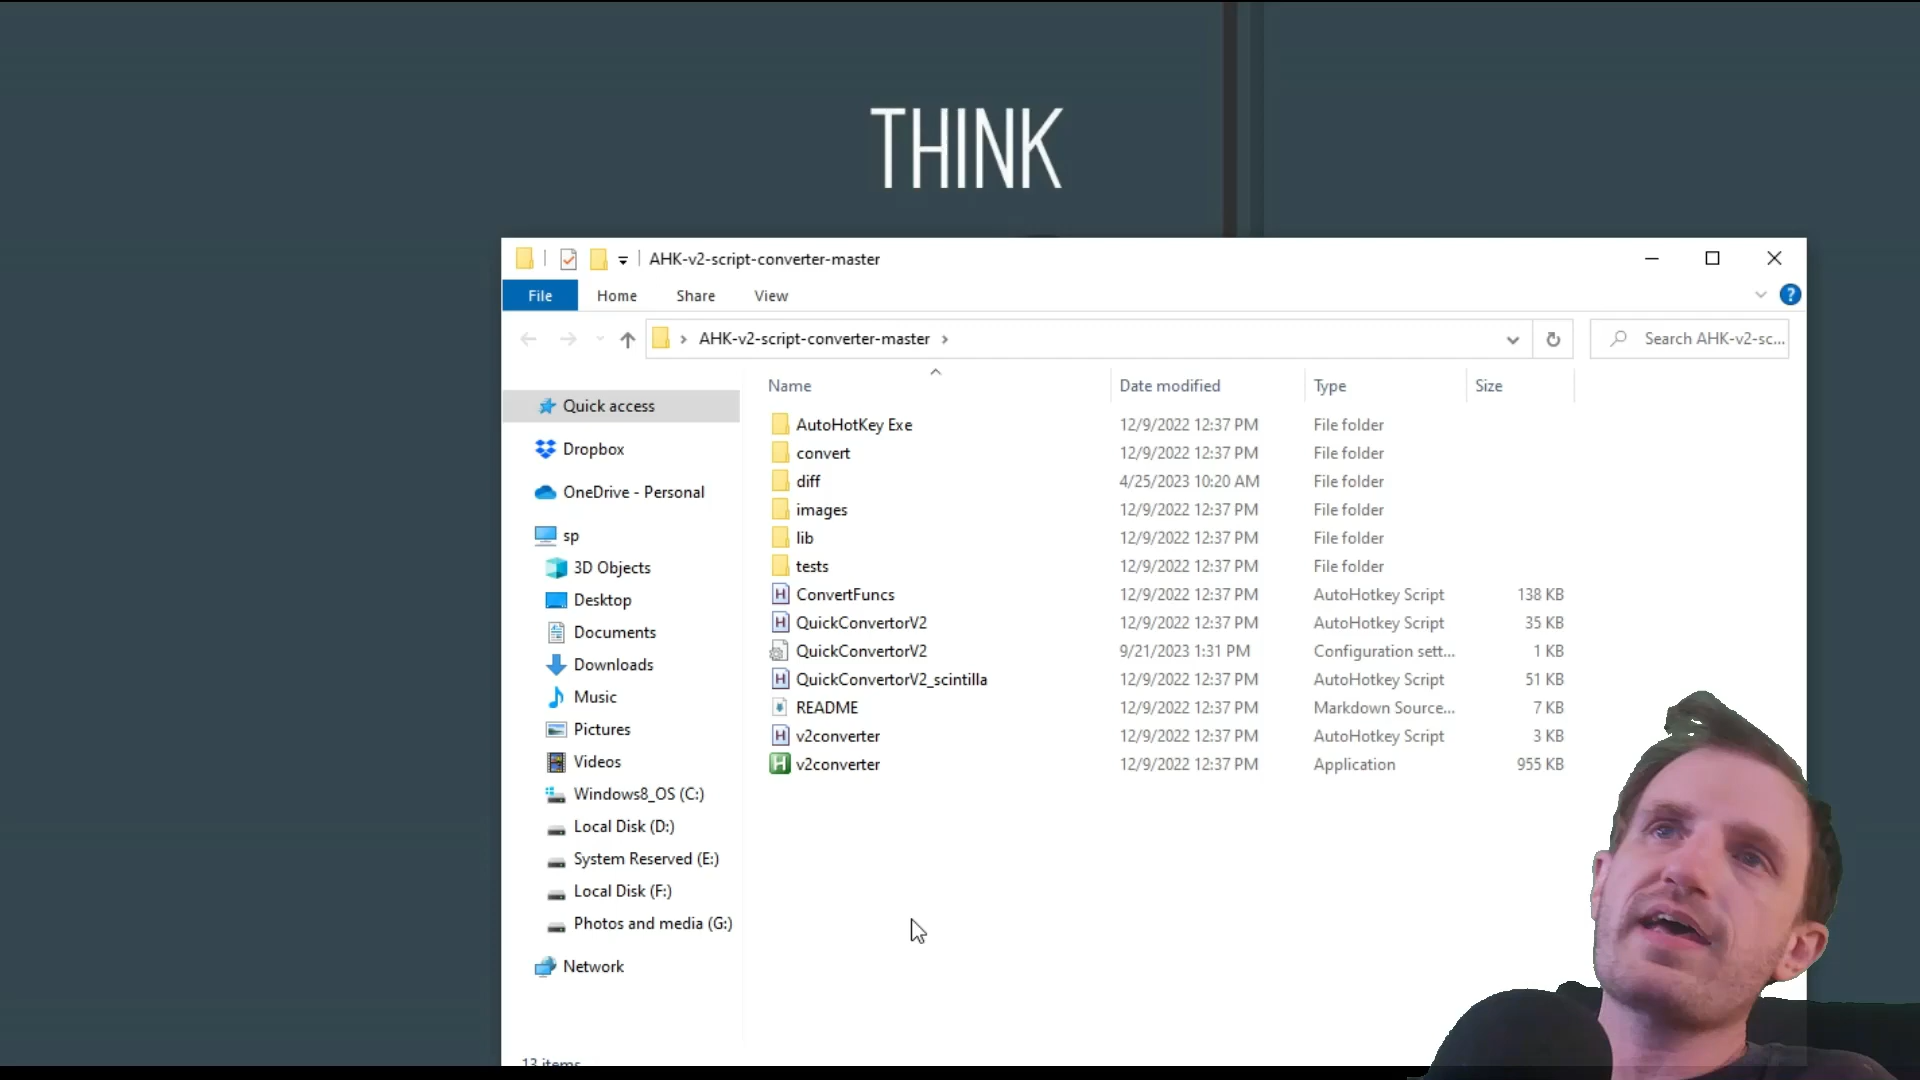 THINK
AHK-v2-script-converter-master
File Home Share View
AHK-v2-script-converter-master
Search AHK-v2-sc...
Name Date modified Type Size
Quick access
Dropbox
OneDrive - Personal
sp
3D Objects
Desktop
Documents
Downloads
Music
Pictures
Videos
Windows8_OS (C:)
Local Disk (D:)
System Reserved (E:)
Local Disk (F:)
Photos and media (G:)
Network
AutoHotKey Exe 12/9/2022 12:37 PM File folder
convert 12/9/2022 12:37 PM File folder
diff 4/25/2023 10:20 AM File folder
images 12/9/2022 12:37 PM File folder
lib 12/9/2022 12:37 PM File folder
tests 12/9/2022 12:37 PM File folder
ConvertFuncs 12/9/2022 12:37 PM AutoHotkey Script 138 KB
QuickConvertorV2 12/9/2022 12:37 PM AutoHotkey Script 35 KB
QuickConvertorV2 9/21/2023 1:31 PM Configuration sett... 1 KB
QuickConvertorV2_scintilla 12/9/2022 12:37 PM AutoHotkey Script 51 KB
README 12/9/2022 12:37 PM Markdown Source... 7 KB
v2converter 12/9/2022 12:37 PM AutoHotkey Script 3 KB
v2converter 12/9/2022 12:37 PM Application 955 KB
13 items